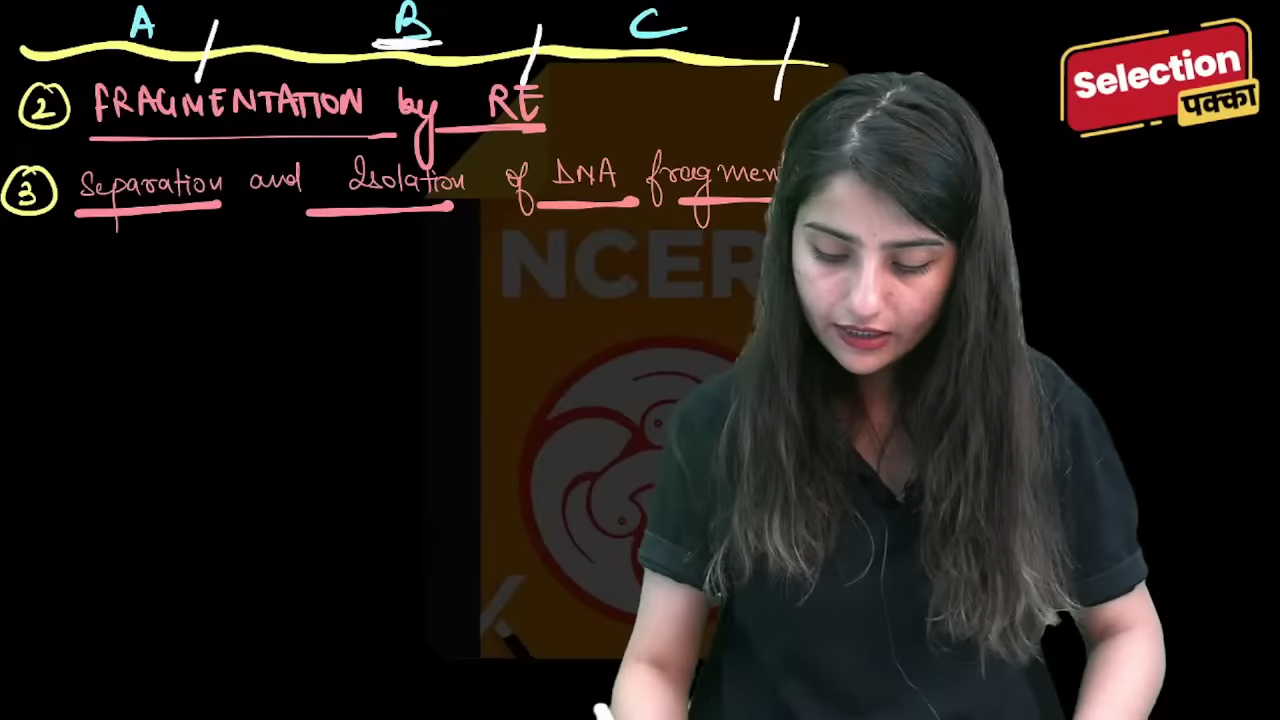 A B C
2 FRAGMENTATION by RE
3 Separation and Isolation of DNA fragmen
NCER
Selection
पक्का